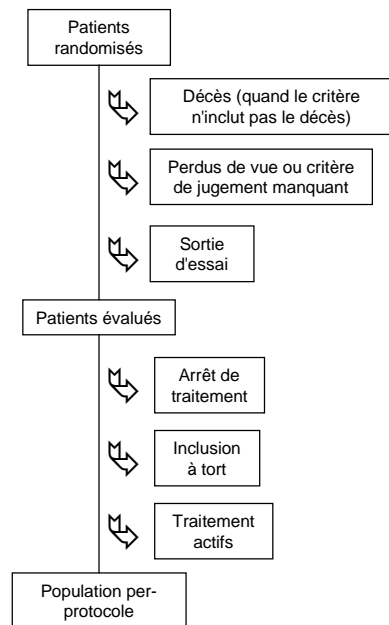 Patients
randomisés
Décès (quand le critère
n'inclut pas le décès)
Perdus de vue ou critère
de jugement manquant
Sortie
d'essai
Patients évalués
Arrêt de
traitement
Inclusion
à tort
Traitement
actifs
Population per-
protocole